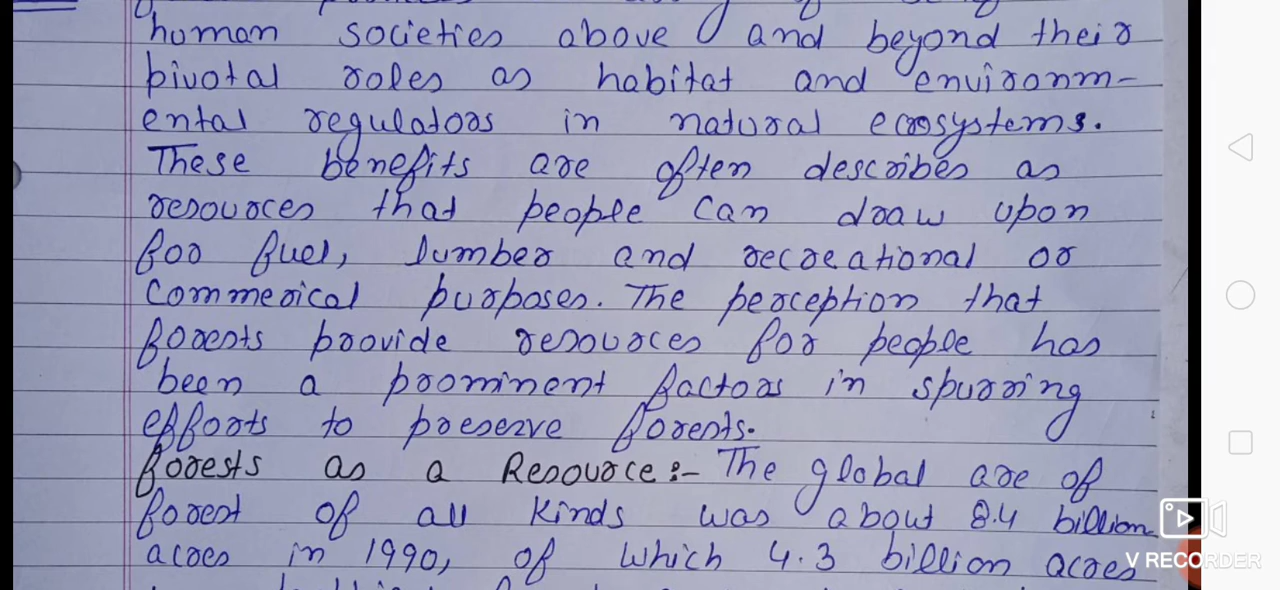 human societies above and beyond their
pivotal roles as habitat and environm-
ental regulators in natural ecosystems.
These benefits are often describes as
resources that people can draw upon
for fuel, lumber and recreational or
commerical purposes. The perception that
forests provide resources for people has
been a prominent factors in spurring
efforts to preserve forests.
forests as a Resource :- The global are of
forest of all kinds was about 8.4 billion
acres in 1990, of which 4.3 billion acres
V RECORDER